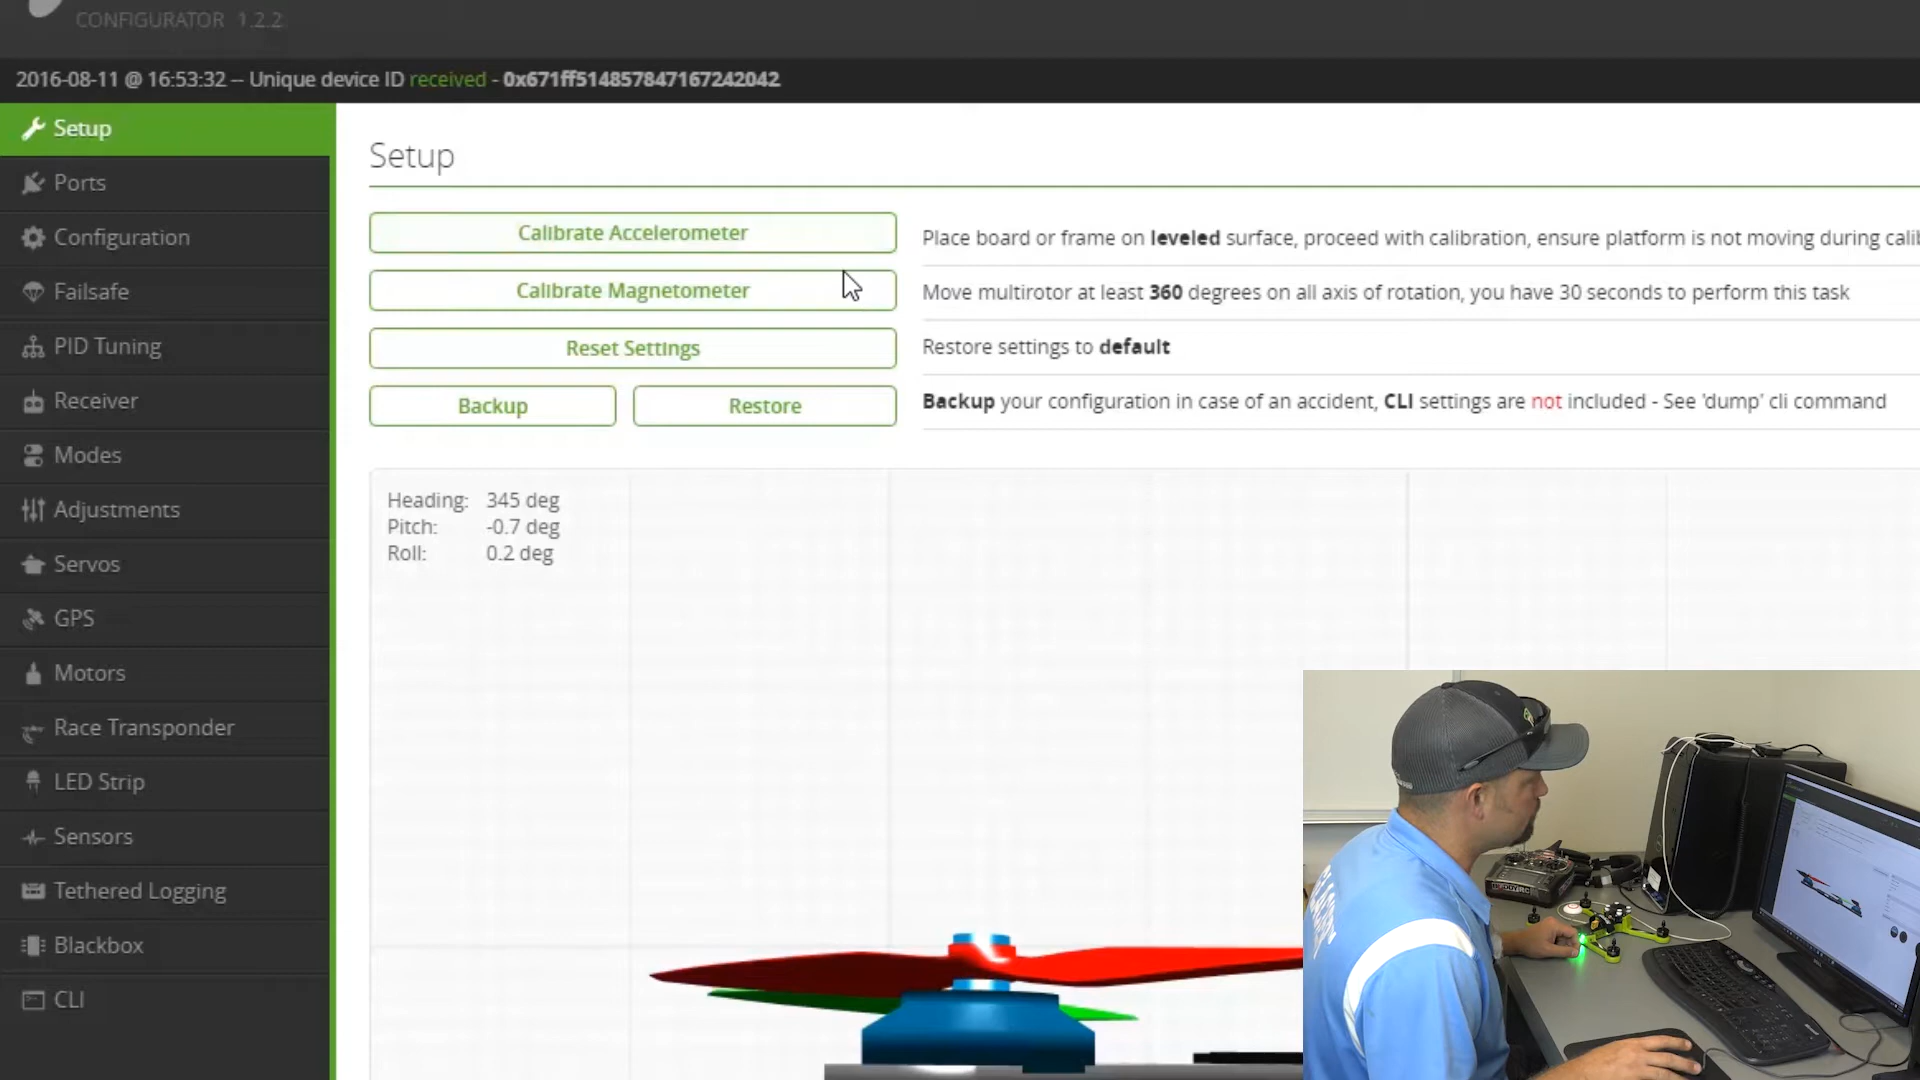 CONFIGURATOR 1.2.2
2016-08-11 @ 16:53:32 -- Unique device ID received - 0x671ff514857847167242042
Setup
Ports
Configuration
Failsafe
PID Tuning
Receiver
Modes
Adjustments
Servos
GPS
Motors
Race Transponder
LED Strip
Sensors
Tethered Logging
Blackbox
CLI
Setup
Calibrate Accelerometer
Place board or frame on leveled surface, proceed with calibration, ensure platform is not moving during
Calibrate Magnetometer
Move multirotor at least 360 degrees on all axis of rotation, you have 30 seconds to perform this task
Reset Settings
Restore settings to default
Backup Restore
Backup your configuration in case of an accident, CLI settings are not included - See 'dump' cli command
Heading: 345 deg
Pitch: -0.7 deg
Roll: 0.2 deg